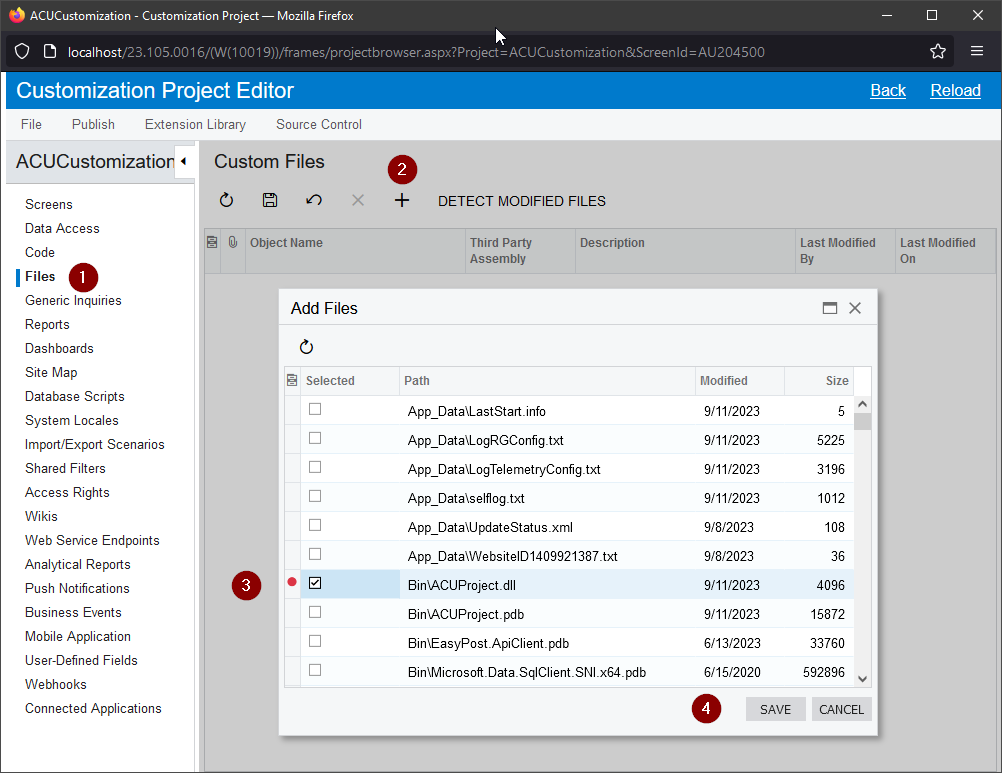 ACUCustomization - Customization Project — Mozilla Firefox
localhost/23.105.0016/(W(10019))/frames/projectbrowser.aspx?Project=ACUCustomization&ScreenId=AU204500
Customization Project Editor
Back
Reload
File
Publish
Extension Library
Source Control
ACUCustomization
Screens
Data Access
Code
Files
1
Generic Inquiries
Reports
Dashboards
Site Map
Database Scripts
System Locales
Import/Export Scenarios
Shared Filters
Access Rights
Wikis
Web Service Endpoints
Analytical Reports
Push Notifications
Business Events
Mobile Application
User-Defined Fields
Webhooks
Connected Applications
Custom Files
2
DETECT MODIFIED FILES
Object Name
Third Party
Assembly
Description
Last Modified
By
Last Modified
On
Add Files
Selected Path Modified Size
App_Data\LastStart.info 9/11/2023 5
App_Data\LogRGConfig.txt 9/11/2023 5225
App_Data\LogTelemetryConfig.txt 9/11/2023 3196
App_Data\selflog.txt 9/11/2023 1012
App_Data\UpdateStatus.xml 9/8/2023 108
App_Data\WebsiteID1409921387.txt 9/8/2023 36
3
Bin\ACUProject.dll 9/11/2023 4096
Bin\ACUProject.pdb 9/11/2023 15872
Bin\EasyPost.ApiClient.pdb 6/13/2023 33760
Bin\Microsoft.Data.SqlClient.SNI.x64.pdb 6/15/2020 592896
4
SAVE
CANCEL